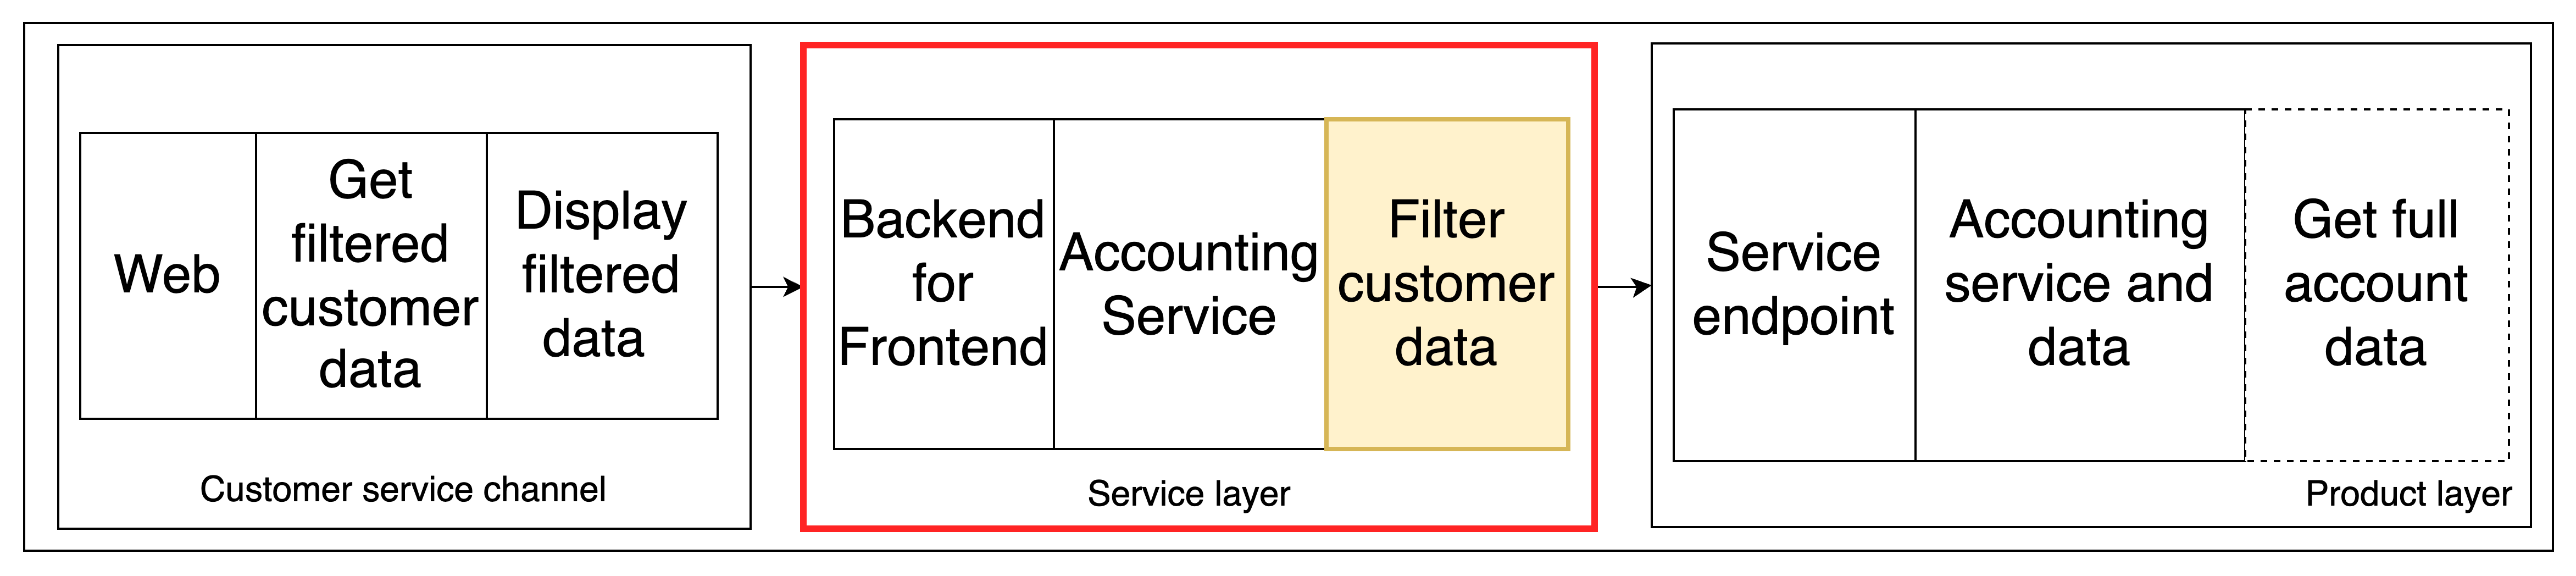 Web
Get
filtered
customer
data
Display
filtered
data
Customer service channel
Backend
for
Frontend
Accounting
Service
Filter
customer
data
Service layer
Service
endpoint
Accounting
service and
data
Get full
account
data
Product layer